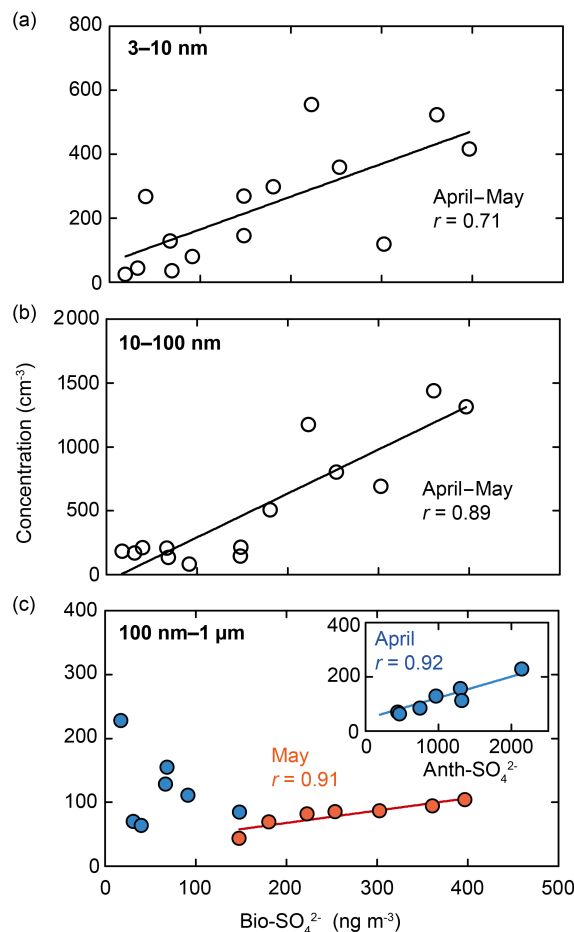 (a)
800
3–10 nm
600
400
April–May
200
r = 0.71
0
(b)
2000
10–100 nm
1500
1000
Concentration (cm-3)
April–May
500
r = 0.89
0
(c)
400
100 nm–1 µm
400
April
r = 0.92
300
200
0
200
May
0 1000 2000
r = 0.91
Anth-SO₄²⁻
100
0
0 100 200 300 400 500
Bio-SO₄²⁻ (ng m⁻³)